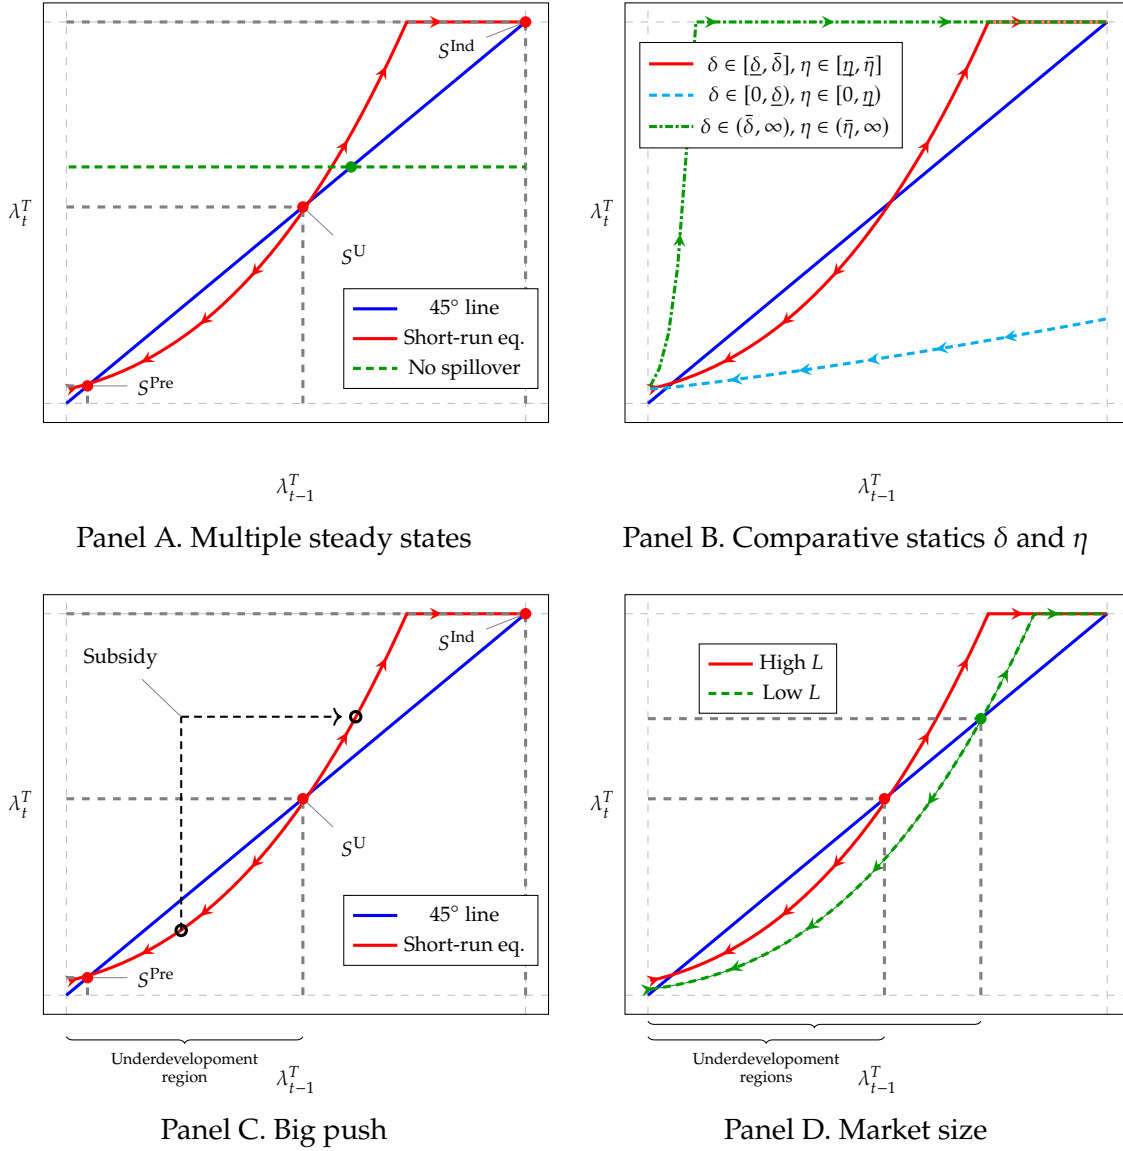 S^Ind
λ_t^T
S^U
S^Pre
45° line
Short-run eq.
No spillover
λ_{t−1}^T
Panel A. Multiple steady states
δ ∈ [δ̲, δ̄], η ∈ [η̲, η̄]
δ ∈ [0, δ̲), η ∈ [0, η̲)
δ ∈ (δ̄, ∞), η ∈ (η̄, ∞)
λ_t^T
λ_{t−1}^T
Panel B. Comparative statics δ and η
S^Ind
Subsidy
λ_t^T
S^U
45° line
Short-run eq.
S^Pre
Underdevelopoment
region
λ_{t−1}^T
Panel C. Big push
High L
Low L
λ_t^T
Underdevelopoment
regions
λ_{t−1}^T
Panel D. Market size